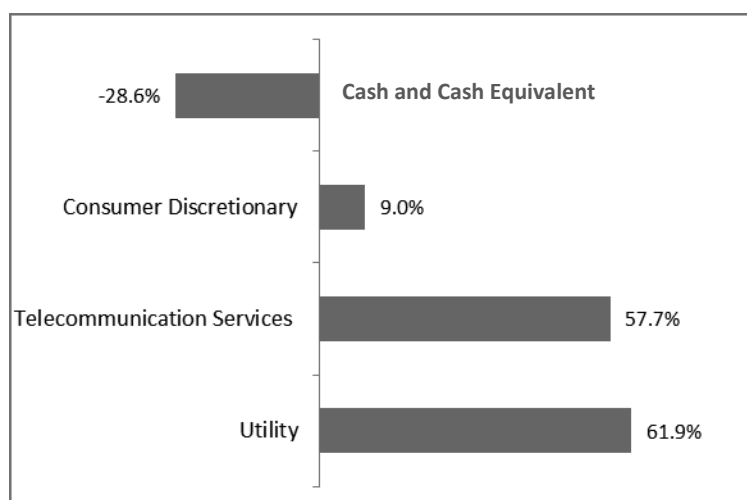 -28.6% Cash and Cash Equivalent
Consumer Discretionary 9.0%
Telecommunication Services 57.7%
Utility 61.9%